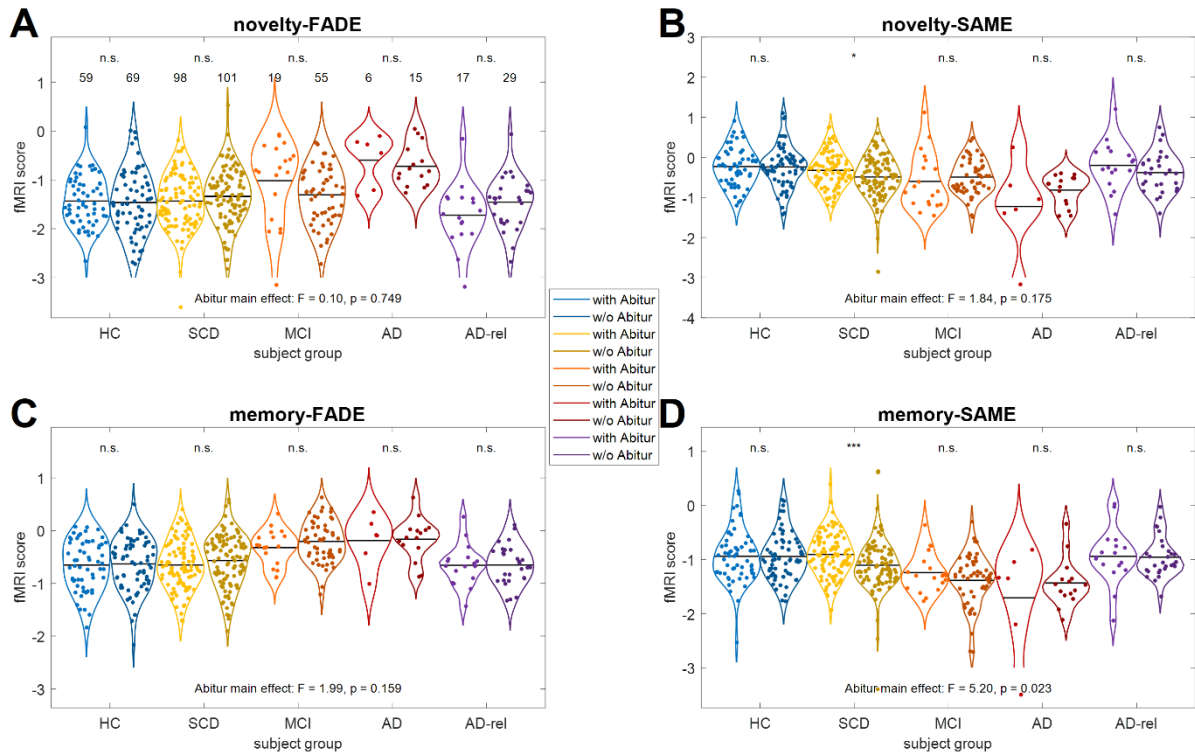 A
novelty-FADE
n.s. n.s. n.s. n.s. n.s.
59 69 98 101 19 55 6 15 17 29
1
0
-1
-2
-3
fMRI score
Abitur main effect: F = 0.10, p = 0.749
HC SCD MCI AD AD-rel
subject group
B
novelty-SAME
3
n.s. * n.s. n.s. n.s.
2
1
0
-1
-2
-3
-4
fMRI score
Abitur main effect: F = 1.84, p = 0.175
HC SCD MCI AD AD-rel
subject group
with Abitur
w/o Abitur
with Abitur
w/o Abitur
with Abitur
w/o Abitur
with Abitur
w/o Abitur
with Abitur
w/o Abitur
C
memory-FADE
n.s. n.s. n.s. n.s. n.s.
1
0
-1
-2
-3
fMRI score
Abitur main effect: F = 1.99, p = 0.159
HC SCD MCI AD AD-rel
subject group
D
memory-SAME
n.s. *** n.s. n.s. n.s.
1
0
-1
-2
-3
fMRI score
Abitur main effect: F = 5.20, p = 0.023
HC SCD MCI AD AD-rel
subject group